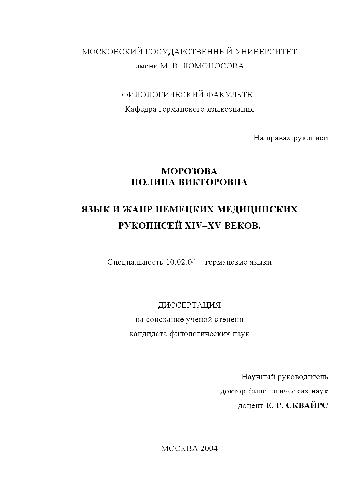 МОСКОВСКИЙ ГОСУДАРСТВЕННЫЙ УНИВЕРСИТЕТ
имени М. В. ЛОМОНОСОВА
ФИЛОЛОГИЧЕСКИЙ ФАКУЛЬТЕТ
Кафедра германского языкознания
На правах рукописи
МОРОЗОВА
ПОЛИНА ВИКТОРОВНА
ЯЗЫК И ЖАНР НЕМЕЦКИХ МЕДИЦИНСКИХ
РУКОПИСЕЙ XIV–XV ВЕКОВ.
Специальность 10.02.04 – германские языки
ДИССЕРТАЦИЯ
на соискание ученой степени
кандидата филологических наук
Научный руководитель
доктор филологических наук
доцент Е. Р. СКВАЙРС
МОСКВА 2004